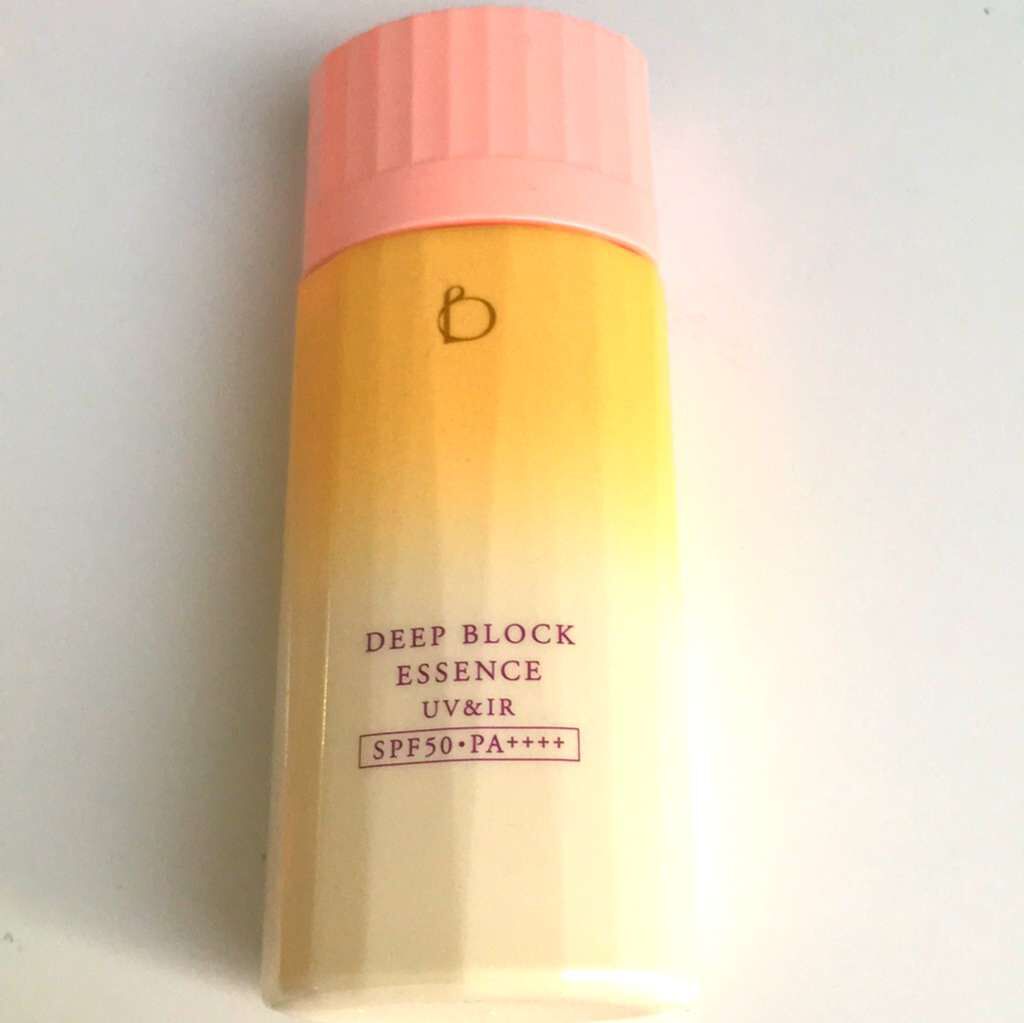 DEEP BLOCK
ESSENCE
UV&IR
SPF50•PA++++